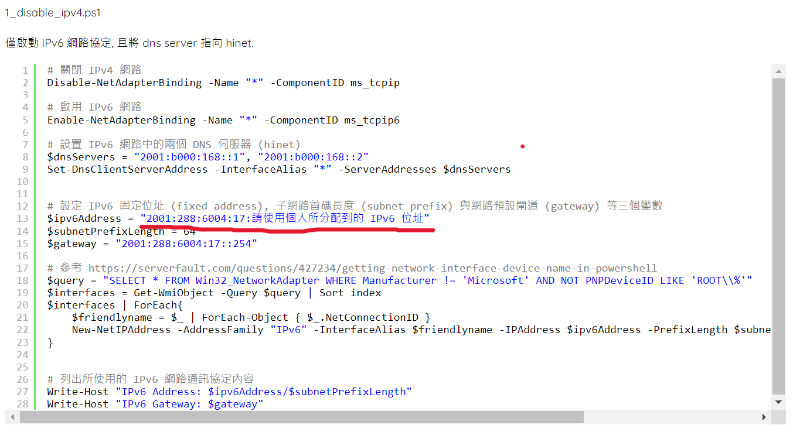 1_disable_ipv4.ps1
僅啟動 IPv6 網路協定, 且將 dns server 指向 hinet.
1 # 關閉 IPv4 網路
2 Disable-NetAdapterBinding -Name "*" -ComponentID ms_tcpip
3
4 # 啟用 IPv6 網路
5 Enable-NetAdapterBinding -Name "*" -ComponentID ms_tcpip6
6
7 # 設置 IPv6 網路中的兩個 DNS 伺服器 (hinet)
8 $dnsServers = "2001:b000:168::1", "2001:b000:168::2"
9 Set-DnsClientServerAddress -InterfaceAlias "*" -ServerAddresses $dnsServers
10
11
12 # 設定 IPv6 固定位址 (fixed address), 子網路首碼長度 (subnet prefix) 與網路預設閘道 (gateway) 等三個變數
13 $ipv6Address = "2001:288:6004:17:請使用個人所分配到的 IPv6 位址"
14 $subnetPrefixLength = 64
15 $gateway = "2001:288:6004:17::254"
16
17 # 參考 https://serverfault.com/questions/427234/getting-network-interface-device-name-in-powershell
18 $query = "SELECT * FROM Win32_NetworkAdapter WHERE Manufacturer != 'Microsoft' AND NOT PNPDeviceID LIKE 'ROOT\\%'"
19 $interfaces = Get-WmiObject -Query $query | Sort index
20 $interfaces | ForEach{
21 $friendlyname = $_ | ForEach-Object { $_.NetConnectionID }
22 New-NetIPAddress -AddressFamily "IPv6" -InterfaceAlias $friendlyname -IPAddress $ipv6Address -PrefixLength $subne
23 }
24
25
26 # 列出所使用的 IPv6 網路通訊協定內容
27 Write-Host "IPv6 Address: $ipv6Address/$subnetPrefixLength"
28 Write-Host "IPv6 Gateway: $gateway"